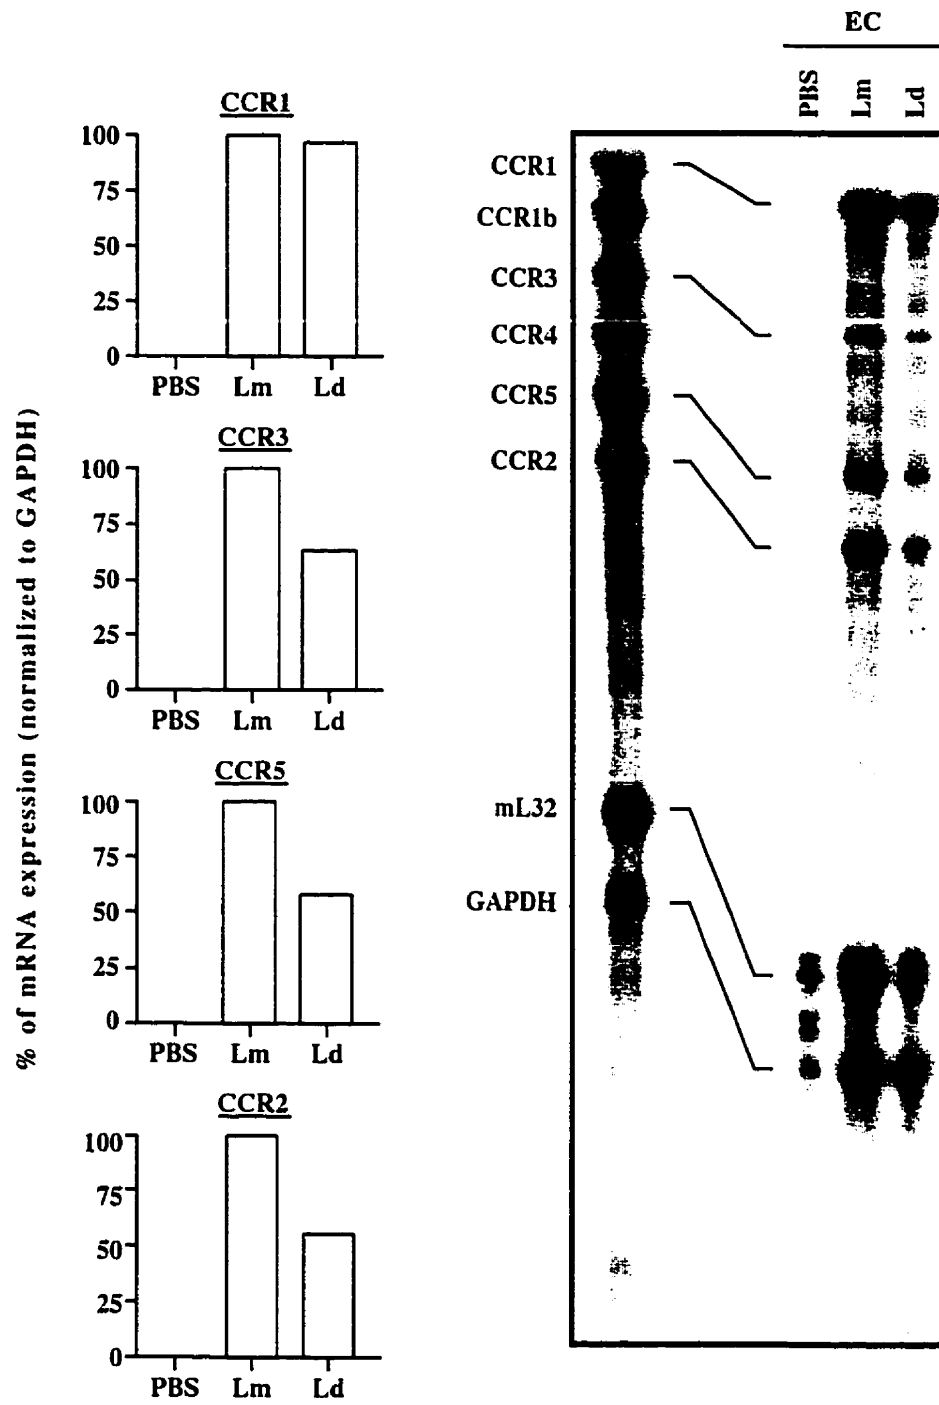 % of mRNA expression (normalized to GAPDH)
CCR1
100
75
50
25
0
PBS Lm Ld
CCR3
100
75
50
25
0
PBS Lm Ld
CCR5
100
75
50
25
0
PBS Lm Ld
CCR2
100
75
50
25
0
PBS Lm Ld
EC
PBS Lm Ld
CCR1
CCR1b
CCR3
CCR4
CCR5
CCR2
mL32
GAPDH